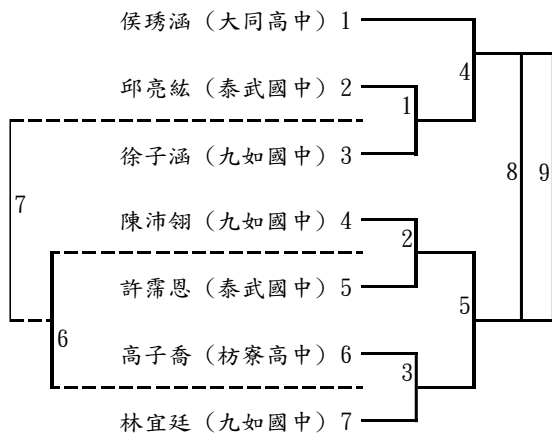 侯琇涵（大同高中）1
4
邱亮紘（泰武國中）2
1
徐子涵（九如國中）3
8 9
7
陳沛翎（九如國中）4
2
許霈恩（泰武國中）5
5
6
高子喬（枋寮高中）6
3
林宜廷（九如國中）7